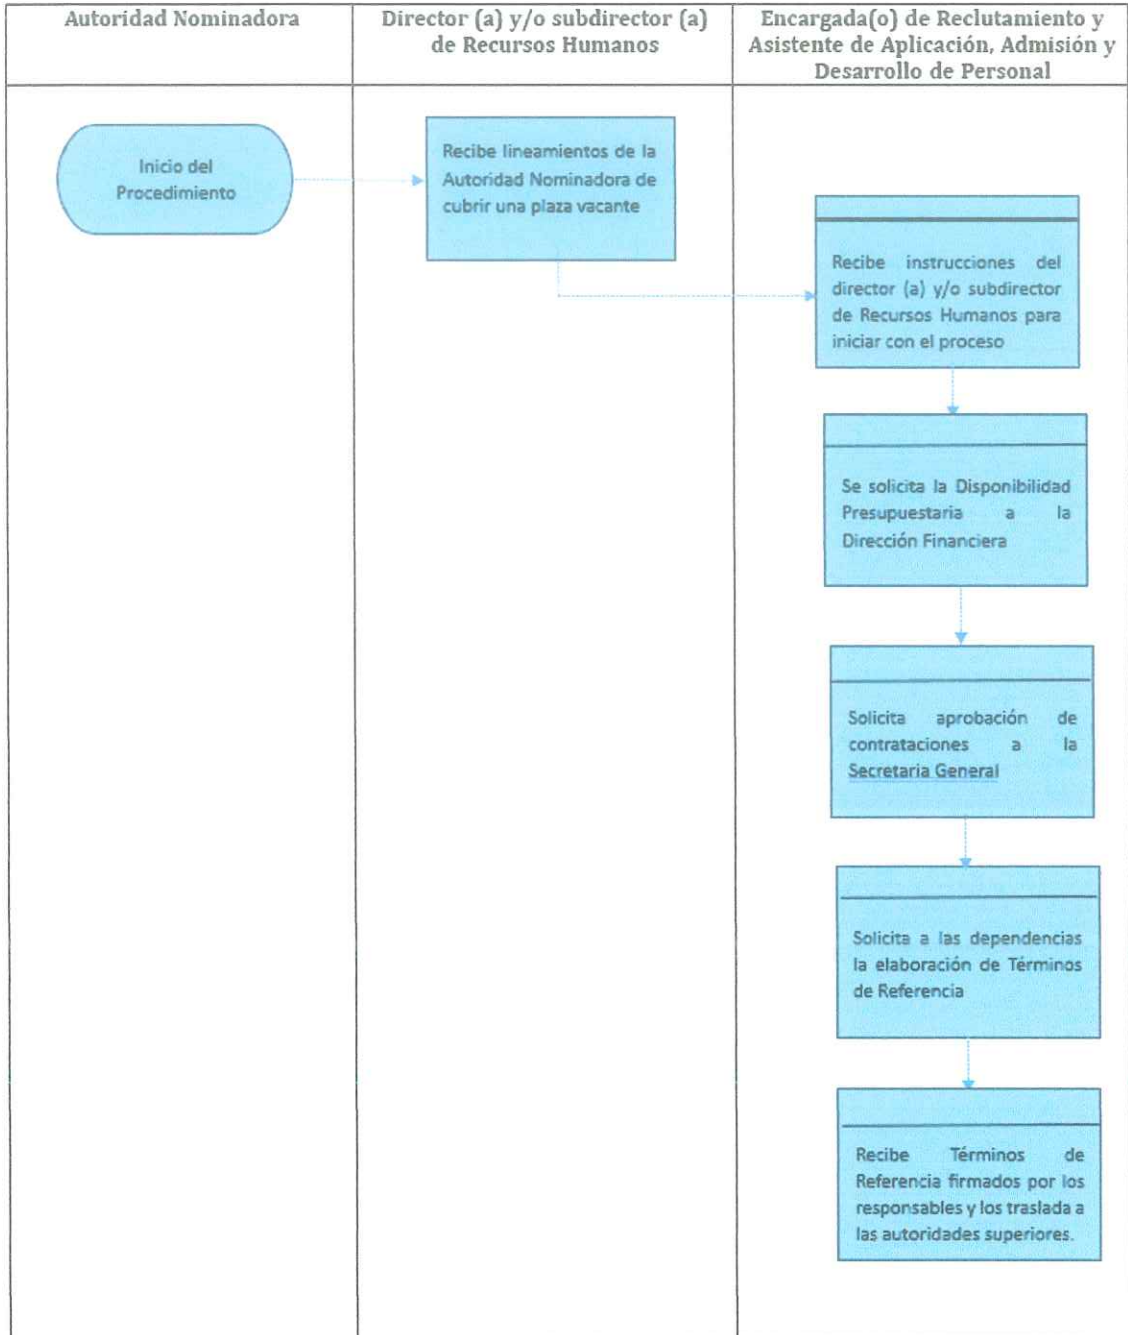 Autoridad Nominadora
Director (a) y/o subdirector (a)
de Recursos Humanos
Encargada(o) de Reclutamiento y
Asistente de Aplicación, Admisión y
Desarrollo de Personal
Inicio del
Procedimiento
Recibe lineamientos de la
Autoridad Nominadora de
cubrir una plaza vacante
Recibe instrucciones del
director (a) y/o subdirector
de Recursos Humanos para
iniciar con el proceso
Se solicita la Disponibilidad
Presupuestaria a la
Dirección Financiera
Solicita aprobación de
contrataciones a la
Secretaria General
Solicita a las dependencias
la elaboración de Términos
de Referencia
Recibe Términos de
Referencia firmados por los
responsables y los traslada a
las autoridades superiores.